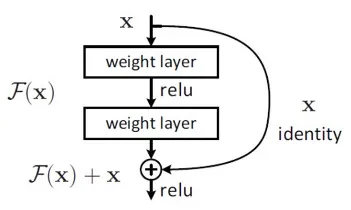 x
weight layer
F(x)
relu
x
weight layer
identity
F(x) + x
+
relu